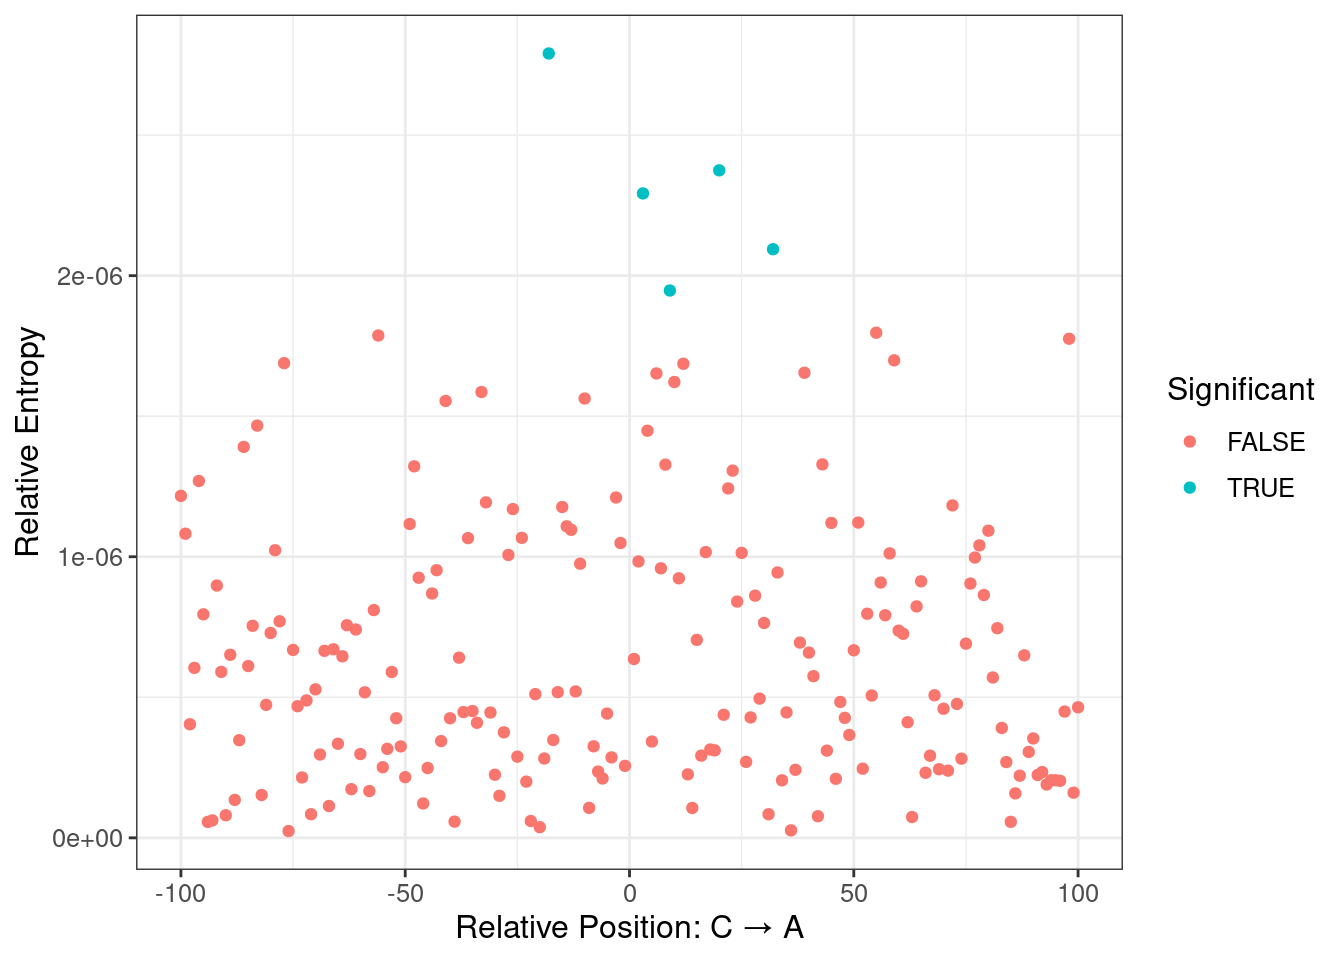 Relative Entropy
2e-06
1e-06
0e+00
-100
-50
0
50
100
Relative Position: C → A
Significant
FALSE
TRUE